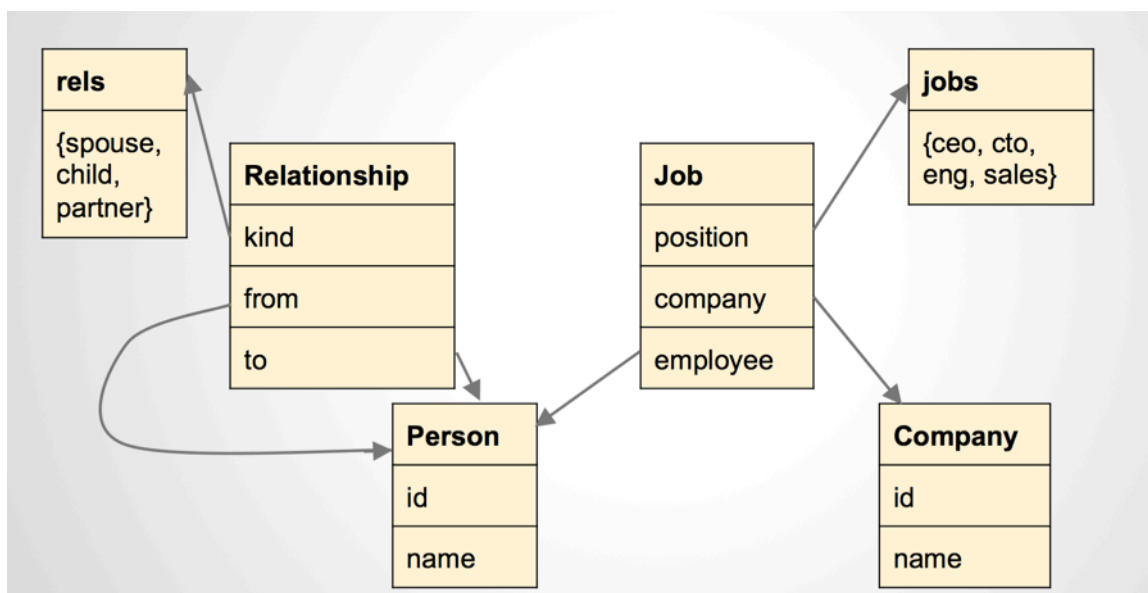 rels
{spouse,
child,
partner}
Relationship
kind
from
to
Job
position
company
employee
jobs
{ceo, cto,
eng, sales}
Person
id
name
Company
id
name